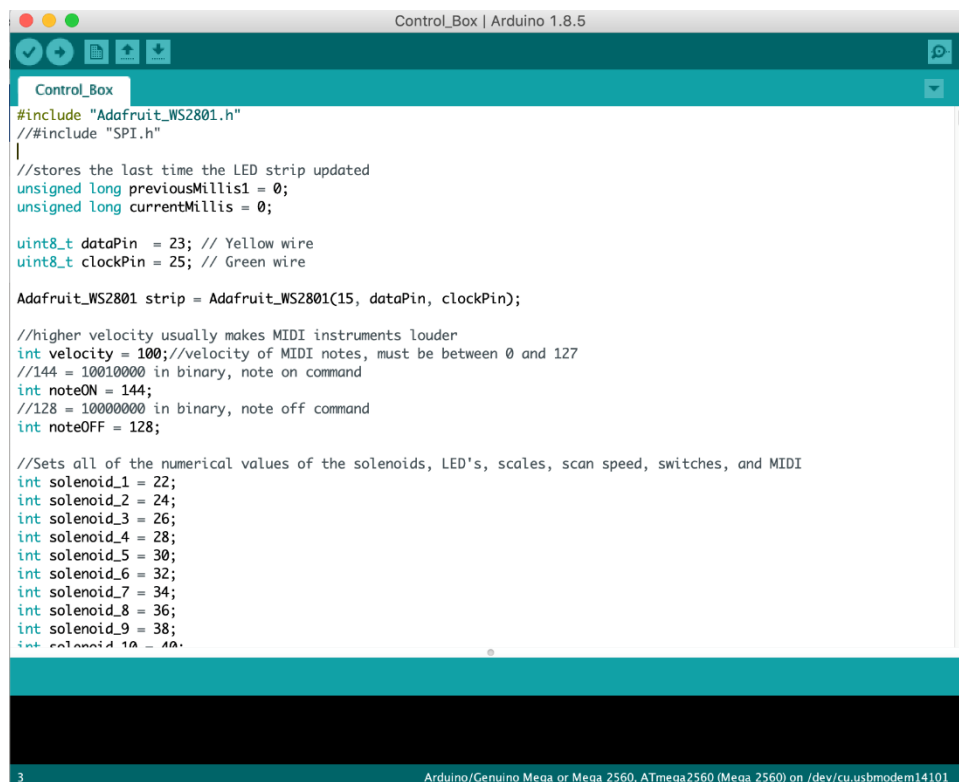 Control_Box | Arduino 1.8.5
Control_Box
#include "Adafruit_WS2801.h"
//#include "SPI.h"
//stores the last time the LED strip updated
unsigned long previousMillis1 = 0;
unsigned long currentMillis = 0;
uint8_t dataPin  = 23; // Yellow wire
uint8_t clockPin = 25; // Green wire
Adafruit_WS2801 strip = Adafruit_WS2801(15, dataPin, clockPin);
//higher velocity usually makes MIDI instruments louder
int velocity = 100;//velocity of MIDI notes, must be between 0 and 127
//144 = 10010000 in binary, note on command
int noteON = 144;
//128 = 10000000 in binary, note off command
int noteOFF = 128;
//Sets all of the numerical values of the solenoids, LED's, scales, scan speed, switches, and MIDI
int solenoid_1 = 22;
int solenoid_2 = 24;
int solenoid_3 = 26;
int solenoid_4 = 28;
int solenoid_5 = 30;
int solenoid_6 = 32;
int solenoid_7 = 34;
int solenoid_8 = 36;
int solenoid_9 = 38;
int solenoid_10 = 40;
3
Arduino/Genuino Mega or Mega 2560, ATmega2560 (Mega 2560) on /dev/cu.usbmodem14101